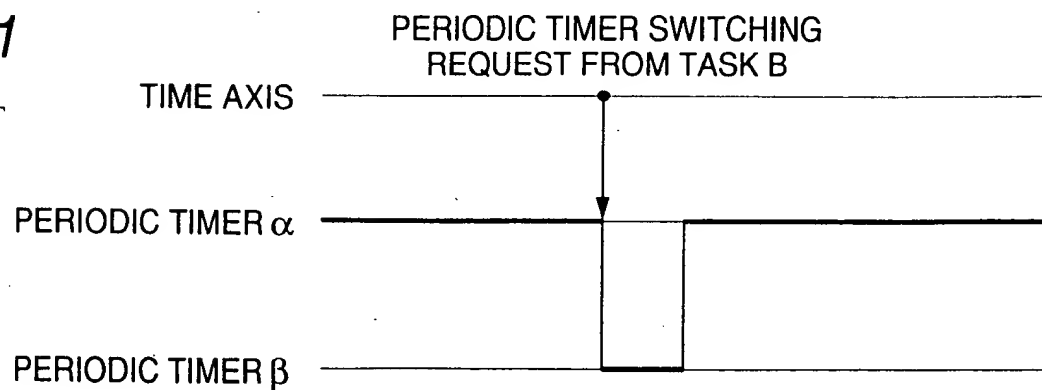 1
PERIODIC TIMER SWITCHING
REQUEST FROM TASK B
TIME AXIS
PERIODIC TIMER α
PERIODIC TIMER β